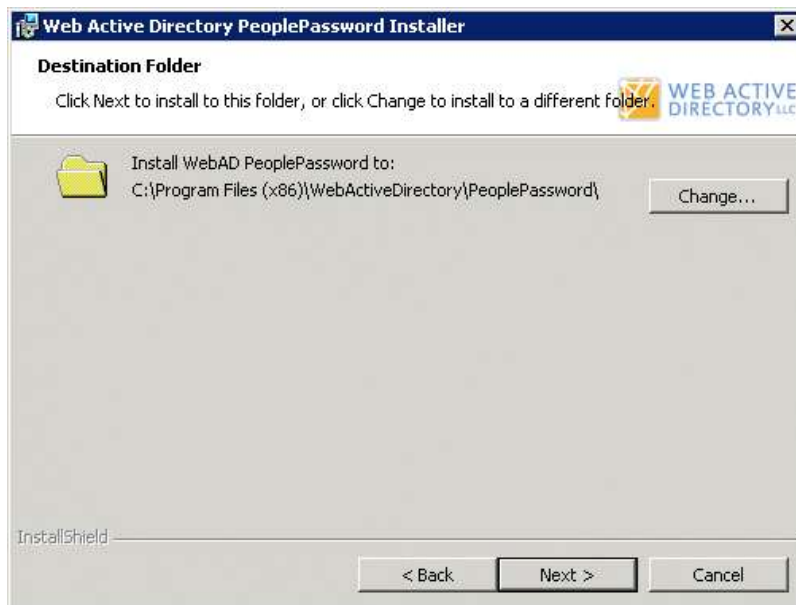 Web Active Directory PeoplePassword Installer
Destination Folder
Click Next to install to this folder, or click Change to install to a different folder.
WEB ACTIVE
DIRECTORY LLC
Install WebAD PeoplePassword to:
C:\Program Files (x86)\WebActiveDirectory\PeoplePassword\
Change...
InstallShield
< Back
Next >
Cancel